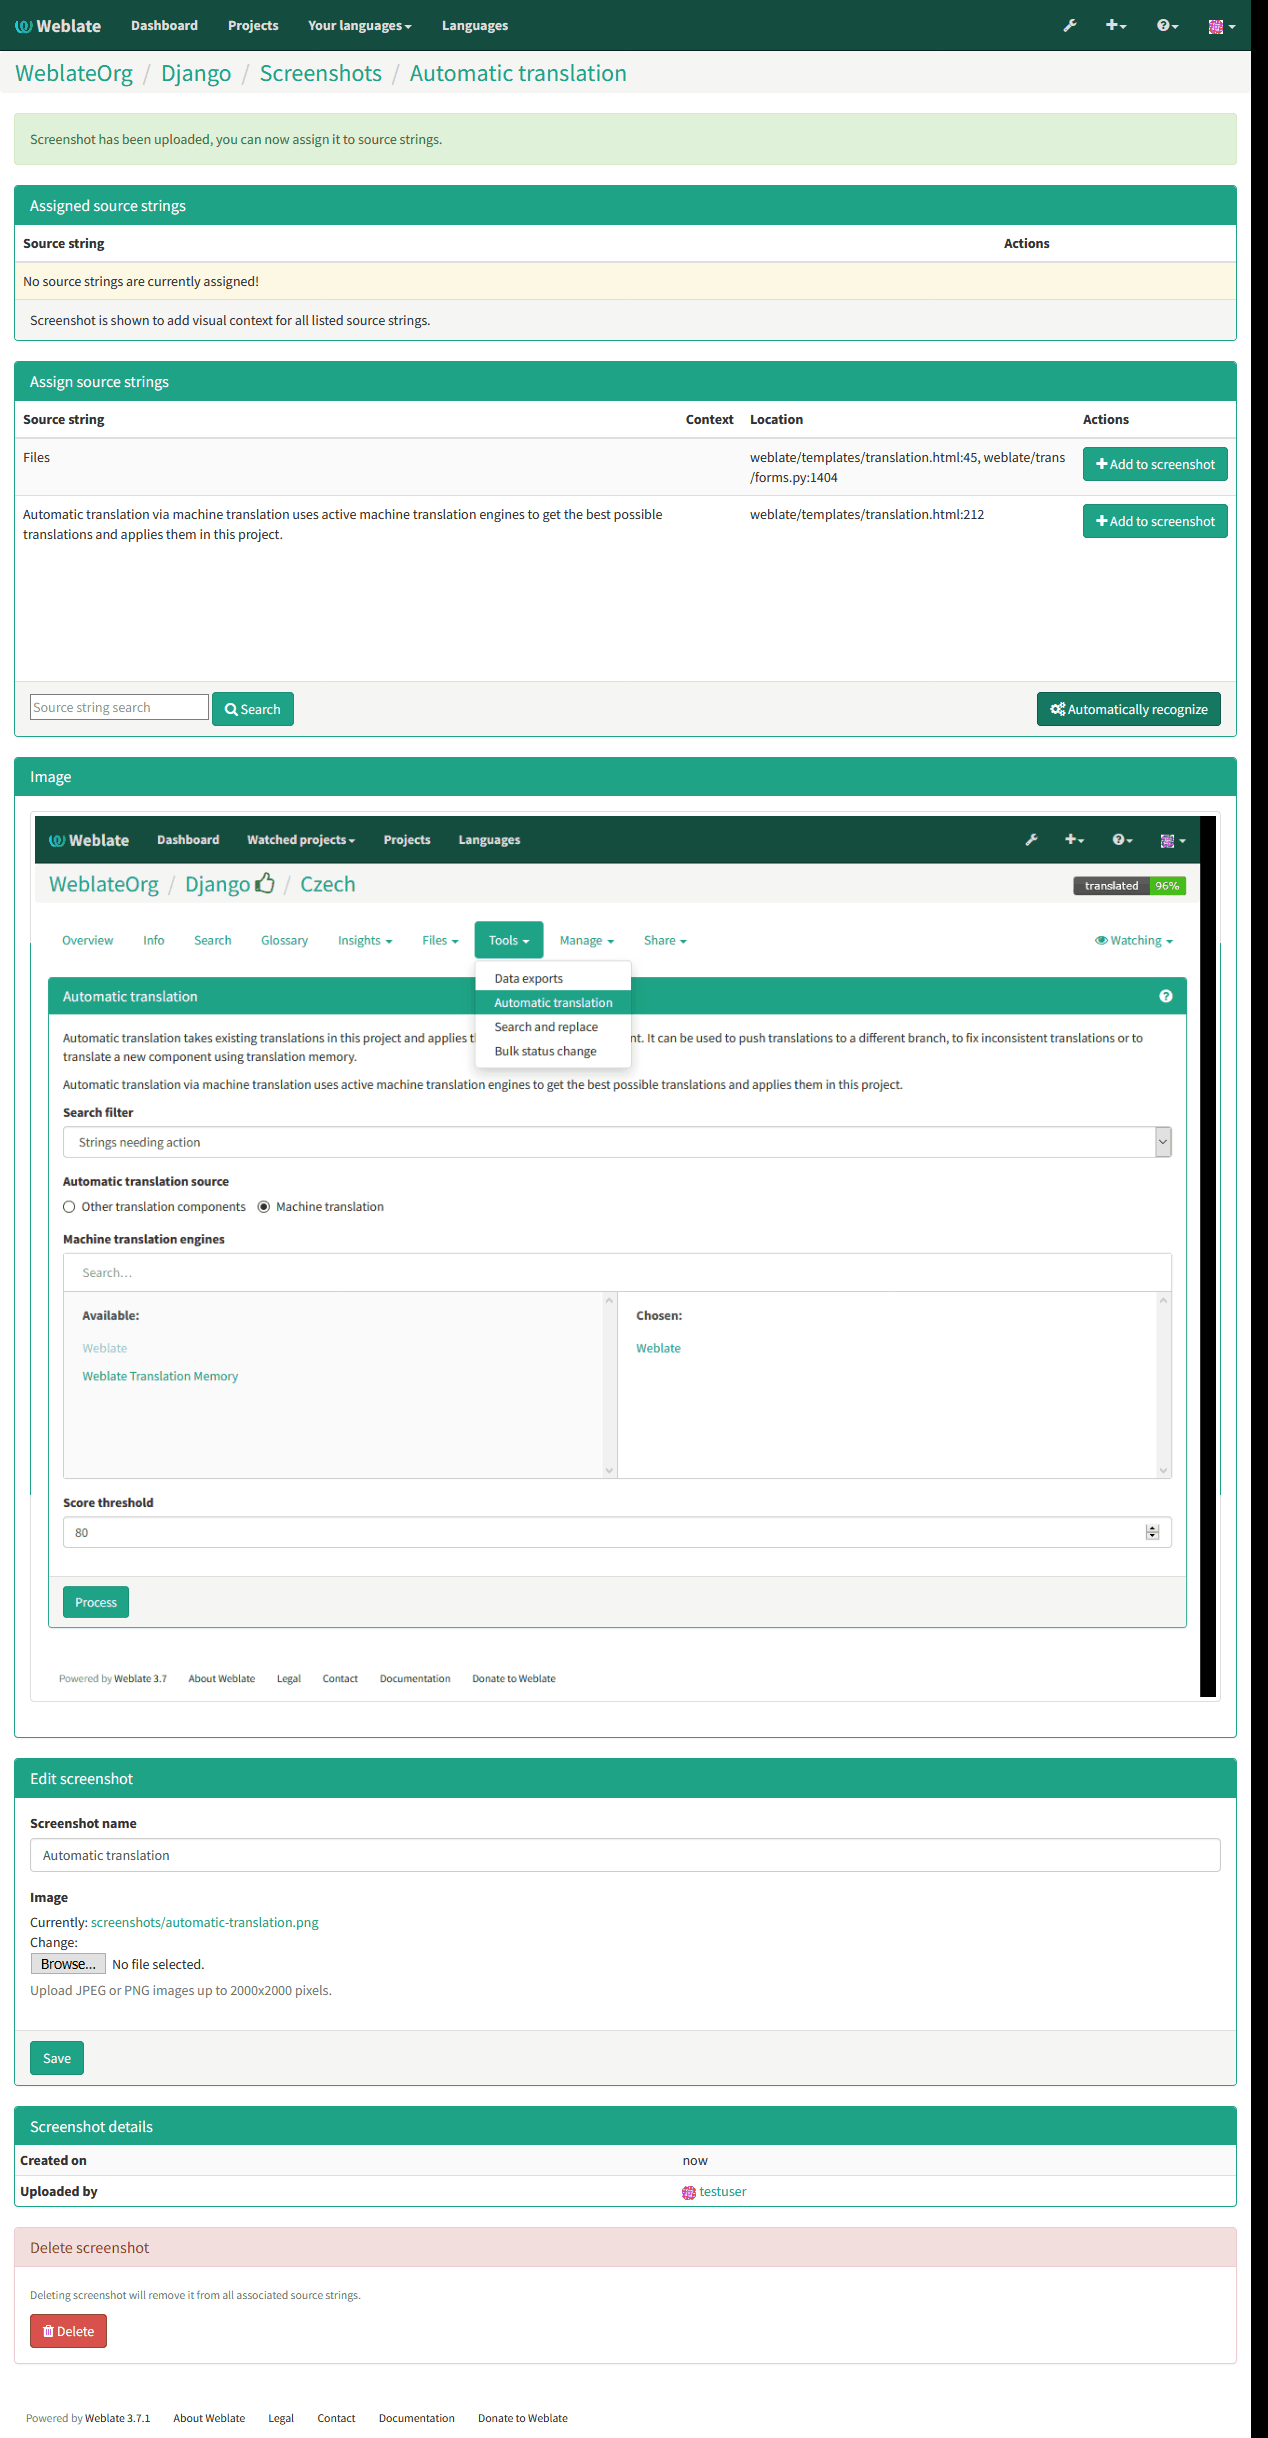 Weblate Dashboard Projects Your languages Languages
WeblateOrg / Django / Screenshots / Automatic translation
Screenshot has been uploaded, you can now assign it to source strings.
Assigned source strings
Source string Actions
No source strings are currently assigned!
Screenshot is shown to add visual context for all listed source strings.
Assign source strings
Source string Context Location Actions
Files weblate/templates/translation.html:45, weblate/trans
/forms.py:1404 Add to screenshot
Automatic translation via machine translation uses active machine translation engines to get the best possible weblate/templates/translation.html:212 Add to screenshot
translations and applies them in this project.
Source string search Search Automatically recognize
Image
Weblate Dashboard Watched projects Projects Languages
WeblateOrg / Django / Czech translated 96%
Overview Info Search Glossary Insights Files Tools Manage Share Watching
Data exports
Automatic translation
Search and replace
Bulk status change
Automatic translation
Automatic translation takes existing translations in this project and applies t nt. It can be used to push translations to a different branch, to fix inconsistent translations or to
translate a new component using translation memory.
Automatic translation via machine translation uses active machine translation engines to get the best possible translations and applies them in this project.
Search filter
Strings needing action
Automatic translation source
Other translation components Machine translation
Machine translation engines
Search…
Available: Chosen:
Weblate Weblate
Weblate Translation Memory
Score threshold
80
Process
Powered by Weblate 3.7 About Weblate Legal Contact Documentation Donate to Weblate
Edit screenshot
Screenshot name
Automatic translation
Image
Currently: screenshots/automatic-translation.png
Change:
Browse... No file selected.
Upload JPEG or PNG images up to 2000x2000 pixels.
Save
Screenshot details
Created on now
Uploaded by testuser
Delete screenshot
Deleting screenshot will remove it from all associated source strings.
Delete
Powered by Weblate 3.7.1 About Weblate Legal Contact Documentation Donate to Weblate